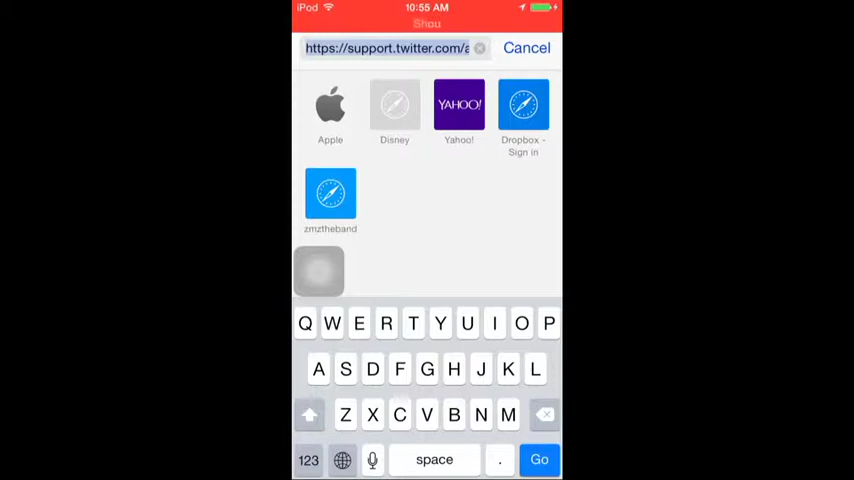 iPod 10:55 AM
Shou
https://support.twitter.com/a
Cancel
YAHOO!
Apple Disney Yahoo! Dropbox -
Sign in
zmztheband
Q W E R T Y U I O P
A S D F G H J K L
Z X C V B N M
123 space . Go